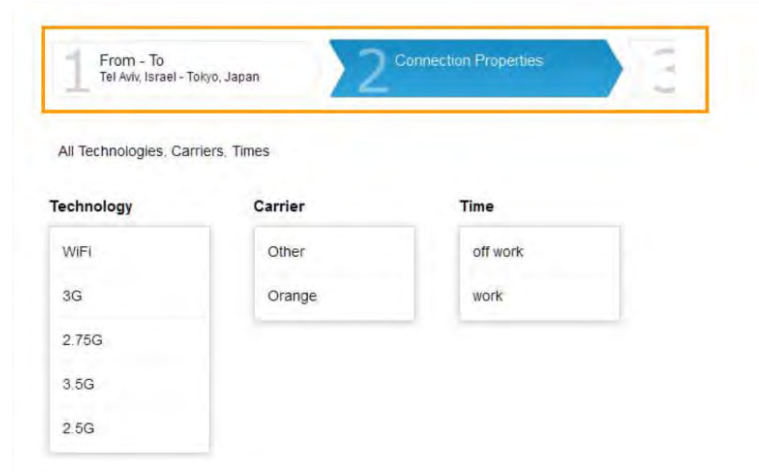 1 From - To
Tel Aviv, Israel - Tokyo, Japan
2 Connection Properties
3
All Technologies, Carriers, Times
Technology Carrier Time
WiFi Other off work
3G Orange work
2.75G
3.5G
2.5G